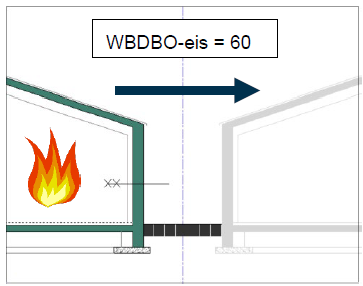 WBDBO-eis = 60